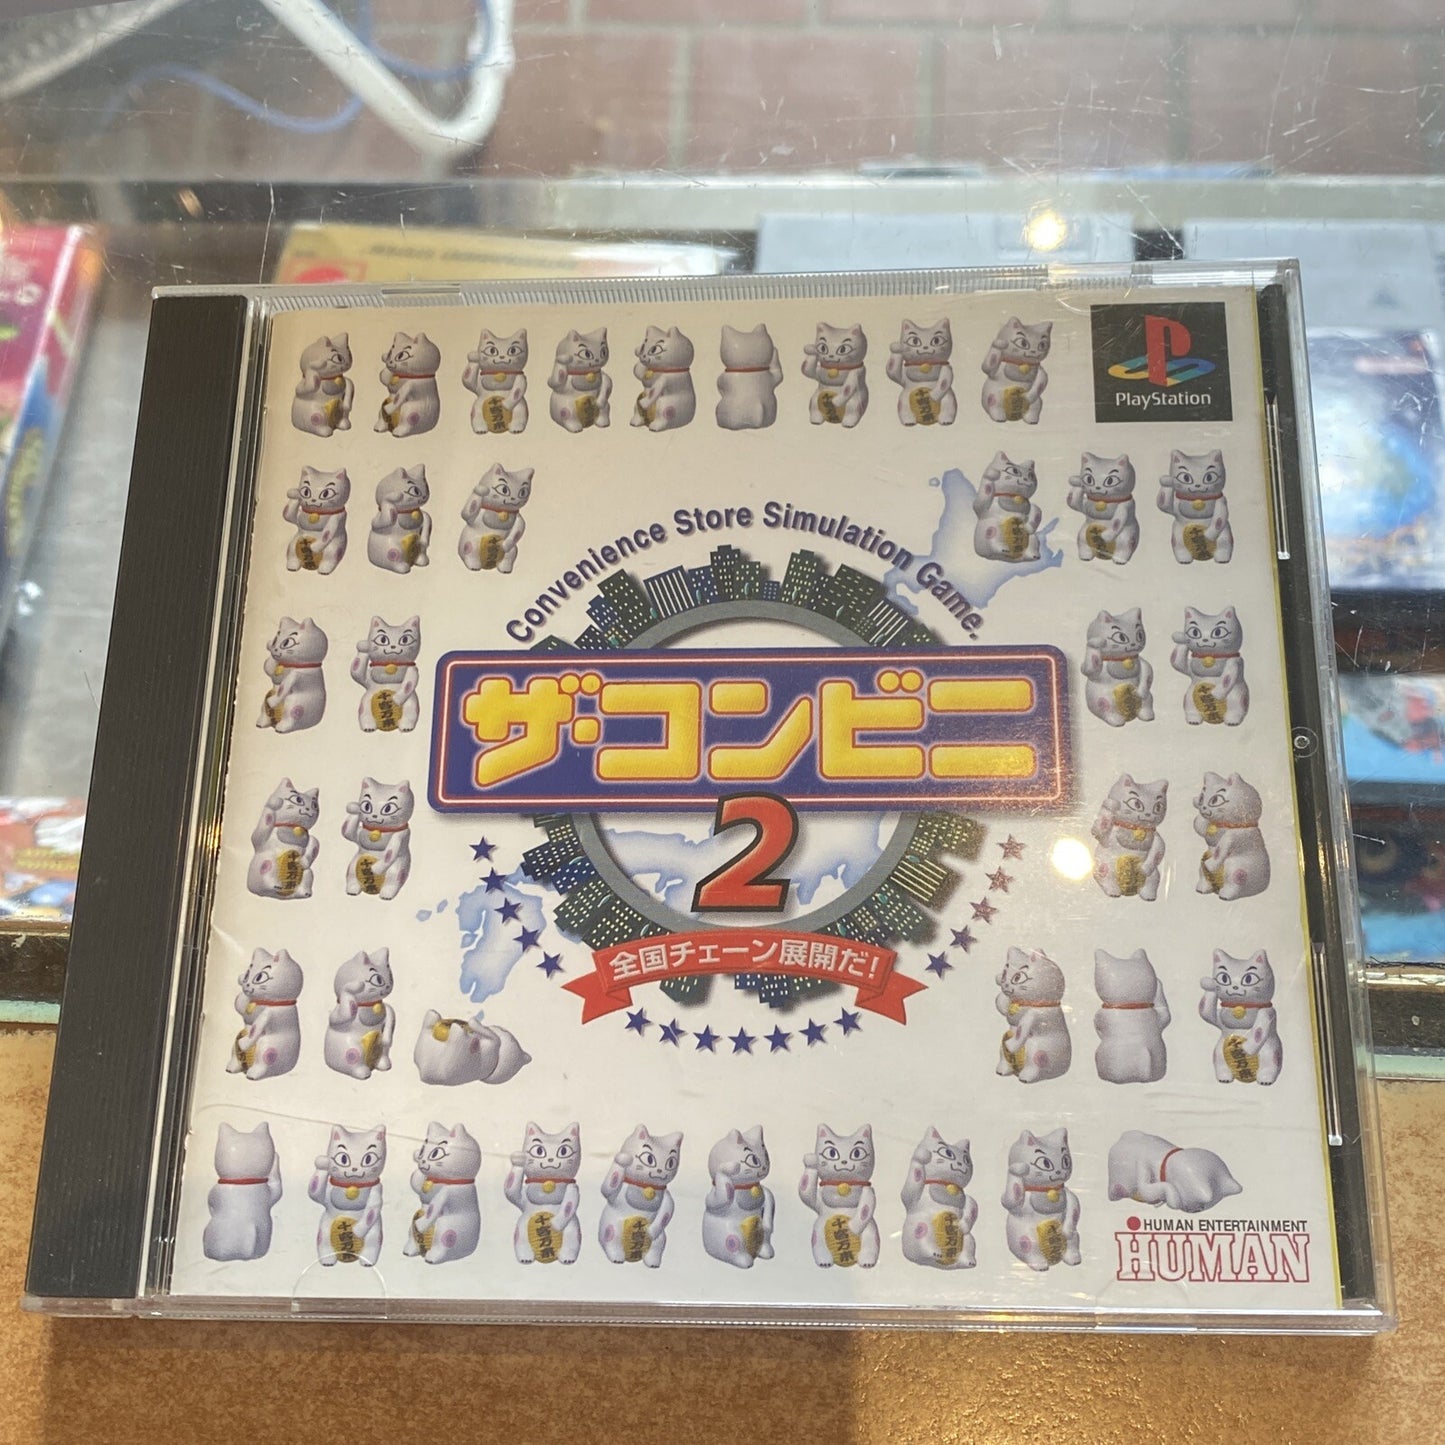 PlayStation
Convenience Store Simulation Game.
ザ・コンビニ
2
全国チェーン展開だ!
HUMAN ENTERTAINMENT
HUMAN